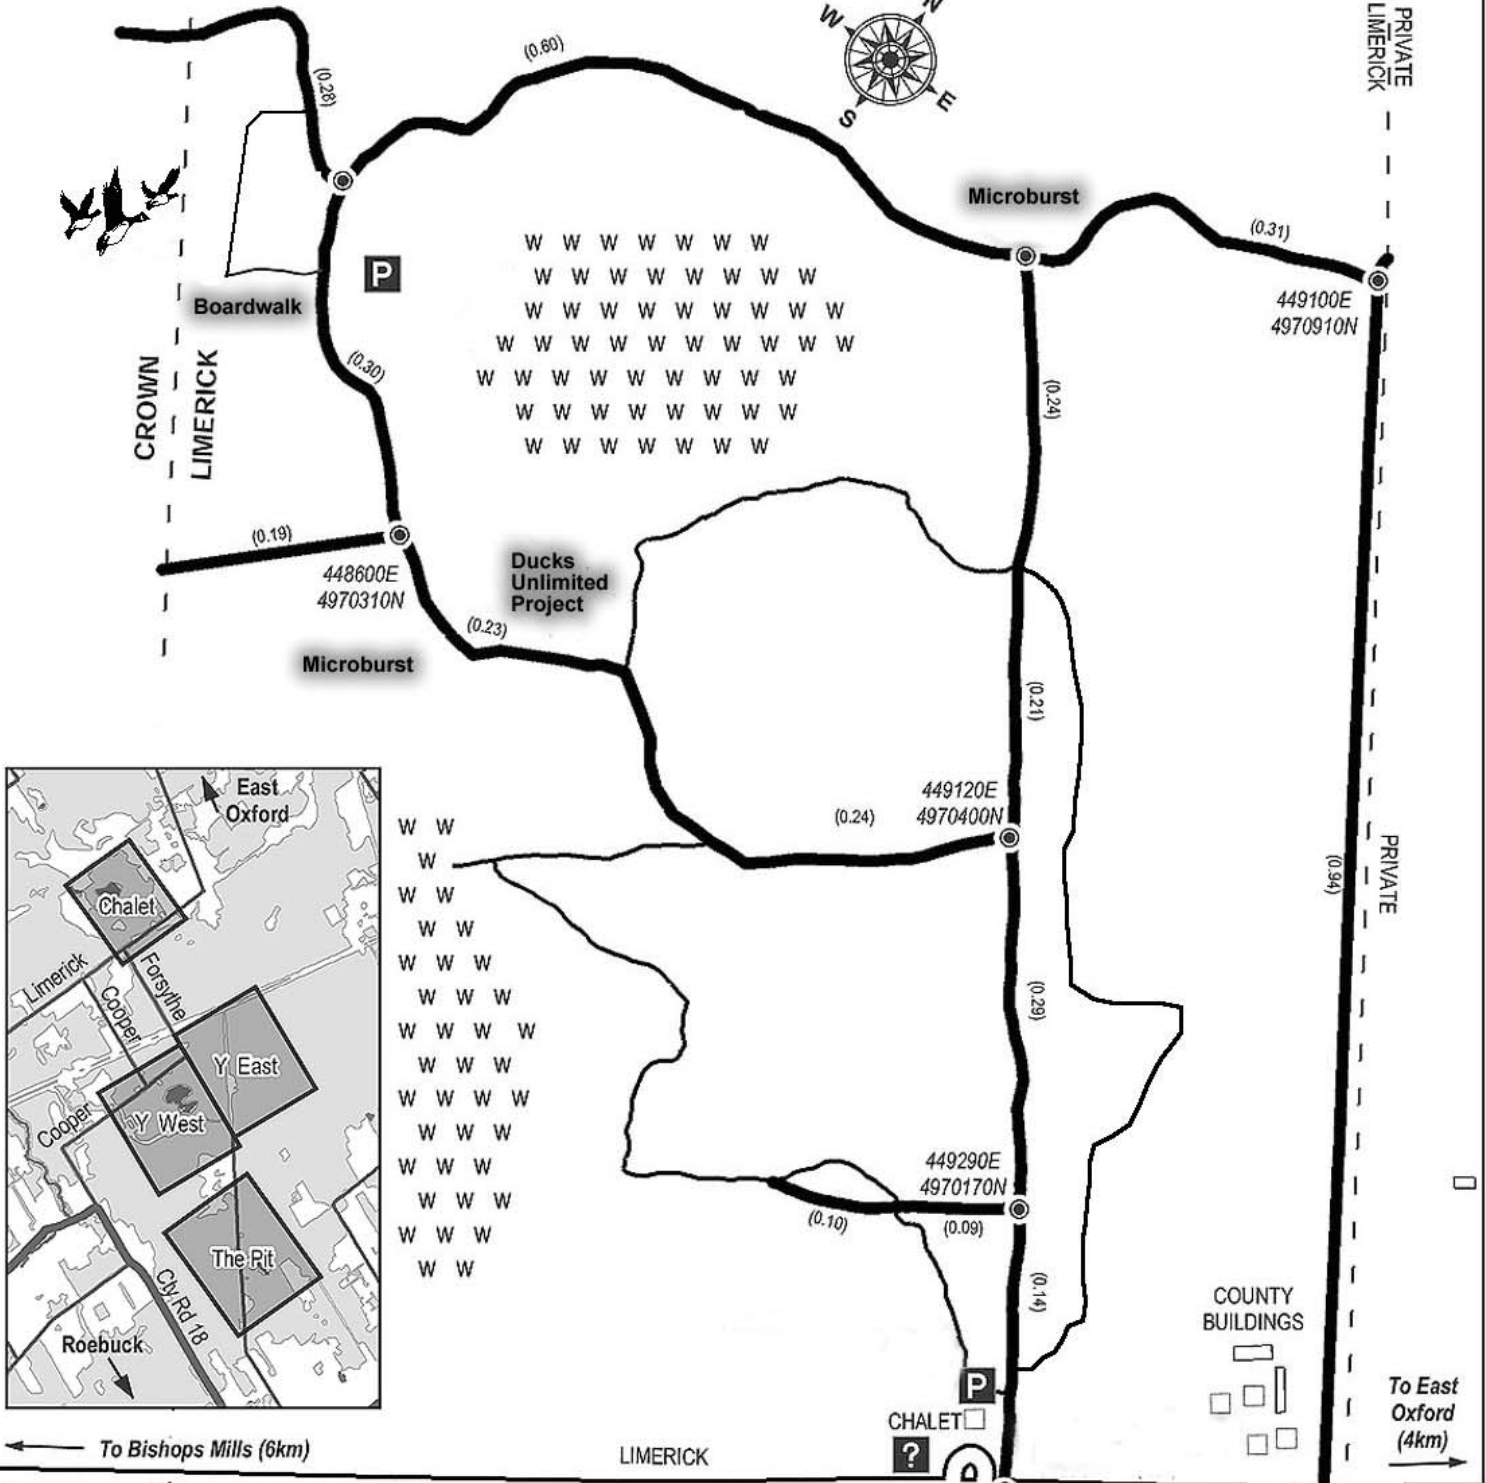 N
W
E
S
PRIVATE
LIMERICK
(0.60)
(0.28)
Microburst
(0.31)
449100E
4970910N
P
Boardwalk
(0.30)
CROWN
LIMERICK
W W W W W W W
W W W W W W W W
W W W W W W W W W
W W W W W W W W W W
W W W W W W W W W
W W W W W W W W
W W W W W W W
(0.24)
(0.19)
448600E
4970310N
Ducks
Unlimited
Project
(0.23)
Microburst
(0.21)
449120E
4970400N
(0.24)
(0.94)
PRIVATE
East
Oxford
Chalet
Limerick
Forsythe
Cooper
Y East
Y West
Cooper
The Pit
Cty Rd 18
Roebuck
W W
W
W W
W W
W W W
W W W
W W W W
W W W
W W W W
W W W
W W W
W W W
W W W
W W
(0.29)
449290E
4970170N
(0.10)
(0.09)
(0.14)
COUNTY
BUILDINGS
P
CHALET
?
To East
Oxford
(4km)
To Bishops Mills (6km)
LIMERICK